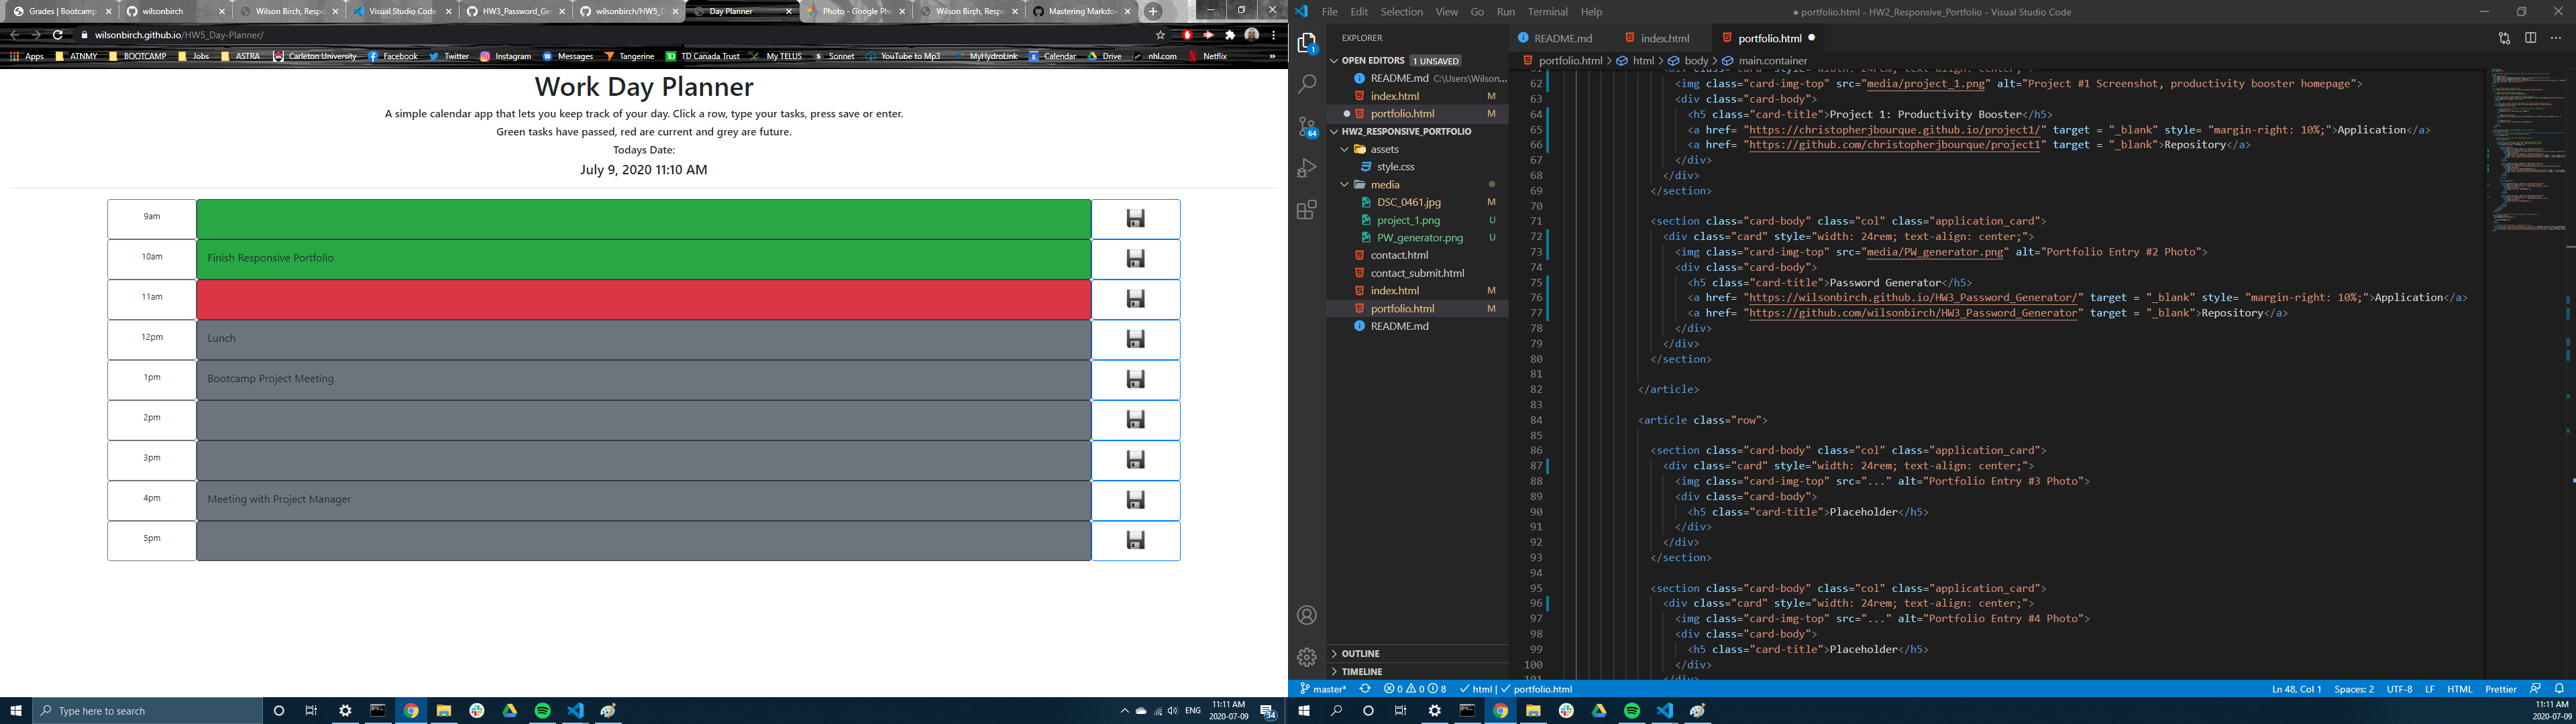 Grades | Bootcamp
wilsonbirch
Wilson Birch, Respo
Visual Studio Code
HW3_Password_Ge
wilsonbirch/HW5_D
Day Planner
Photo - Google Pho
Wilson Birch, Respo
Mastering Markdow
wilsonbirch.github.io/HW5_Day-Planner/
Apps ATNMY BOOTCAMP Jobs ASTRA Carleton University Facebook Twitter Instagram Messages Tangerine TD Canada Trust My TELUS Sonnet YouTube to Mp3 MyHydroLink Calendar Drive nhl.com Netflix »
Work Day Planner
A simple calendar app that helps you keep track of your day. Click a row, type your tasks, press save or enter.
Green tasks have passed, red are current and grey are future.
Todays Date:
July 9, 2020 11:10 AM
9am
10am Finish Responsive Portfolio
11am
12pm Lunch
1pm Bootcamp Project Meeting
2pm
3pm
4pm Meeting with Project Manager
5pm
Type here to search
ENG
11:11 AM
2020-07-09
34
File Edit Selection View Go Run Terminal Help
● portfolio.html - HW2_Responsive_Portfolio - Visual Studio Code
EXPLORER
OPEN EDITORS 1 UNSAVED
README.md C:\Users\Wilson...
index.html M
portfolio.html M
HW2_RESPONSIVE_PORTFOLIO
assets
style.css
media
DSC_0461.jpg M
project_1.png U
PW_generator.png U
contact.html
contact_submit.html
index.html M
portfolio.html M
README.md
OUTLINE
TIMELINE
1
64
README.md index.html portfolio.html
portfolio.html > html > body > main.container
61 <div class="card" style="width: 24rem; text-align: center;">
62 <img class="card-img-top" src="media/project_1.png" alt="Project #1 Screenshot, productivity booster homepage">
63 <div class="card-body">
64 <h5 class="card-title">Project 1: Productivity Booster</h5>
65 <a href= "https://christopherjbourque.github.io/project1/" target = "_blank" style= "margin-right: 10%;">Application</a>
66 <a href= "https://github.com/christopherjbourque/project1" target = "_blank">Repository</a>
67 </div>
68 </div>
69 </section>
70
71 <section class="card-body" class="col" class="application_card">
72 <div class="card" style="width: 24rem; text-align: center;">
73 <img class="card-img-top" src="media/PW_generator.png" alt="Portfolio Entry #2 Photo">
74 <div class="card-body">
75 <h5 class="card-title">Password Generator</h5>
76 <a href= "https://wilsonbirch.github.io/HW3_Password_Generator/" target = "_blank" style= "margin-right: 10%;">Application</a>
77 <a href= "https://github.com/wilsonbirch/HW3_Password_Generator" target = "_blank">Repository</a>
78 </div>
79 </div>
80 </section>
81
82 </article>
83
84 <article class="row">
85
86 <section class="card-body" class="col" class="application_card">
87 <div class="card" style="width: 24rem; text-align: center;">
88 <img class="card-img-top" src="..." alt="Portfolio Entry #3 Photo">
89 <div class="card-body">
90 <h5 class="card-title">Placeholder</h5>
91 </div>
92 </div>
93 </section>
94
95 <section class="card-body" class="col" class="application_card">
96 <div class="card" style="width: 24rem; text-align: center;">
97 <img class="card-img-top" src="..." alt="Portfolio Entry #4 Photo">
98 <div class="card-body">
99 <h5 class="card-title">Placeholder</h5>
100 </div>
101 </div>
master* 0 0 8 html | portfolio.html
Ln 48, Col 1 Spaces: 2 UTF-8 LF HTML Prettier
11:11 AM
2020-07-09